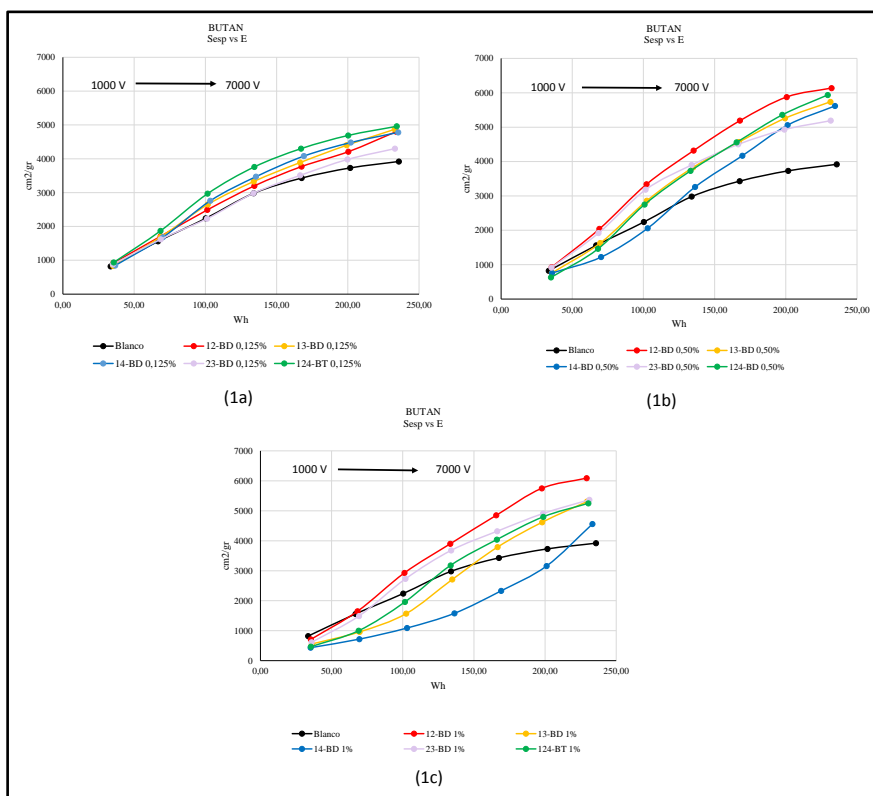 BUTAN
Sesp vs E
7000
6000
5000
4000
3000
2000
1000
0
cm2/gr
1000 V
7000 V
0,00 50,00 100,00 150,00 200,00 250,00
Wh
Blanco 12-BD 0,125% 13-BD 0,125%
14-BD 0,125% 23-BD 0,125% 124-BT 0,125%
(1a)
BUTAN
Sesp vs E
7000
6000
5000
4000
3000
2000
1000
0
cm2/gr
1000 V
7000 V
0,00 50,00 100,00 150,00 200,00 250,00
Wh
Blanco 12-BD 0,50% 13-BD 0,50%
14-BD 0,50% 23-BD 0,50% 124-BD 0,50%
(1b)
BUTAN
Sesp vs E
7000
6000
5000
4000
3000
2000
1000
0
cm2/gr
1000 V
7000 V
0,00 50,00 100,00 150,00 200,00 250,00
Wh
Blanco 12-BD 1% 13-BD 1%
14-BD 1% 23-BD 1% 124-BT 1%
(1c)